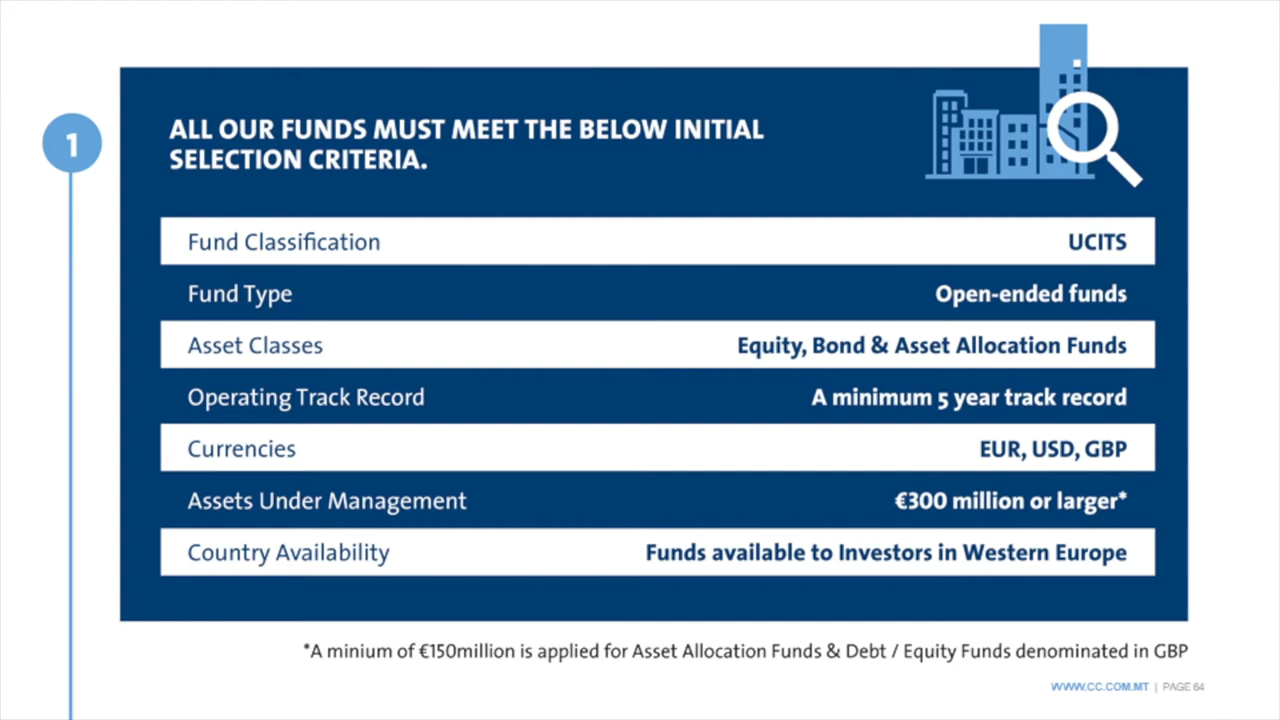 1
ALL OUR FUNDS MUST MEET THE BELOW INITIAL
SELECTION CRITERIA.
Fund Classification UCITS
Fund Type Open-ended funds
Asset Classes Equity, Bond & Asset Allocation Funds
Operating Track Record A minimum 5 year track record
Currencies EUR, USD, GBP
Assets Under Management €300 million or larger*
Country Availability Funds available to Investors in Western Europe
*A minium of €150million is applied for Asset Allocation Funds & Debt / Equity Funds denominated in GBP
WWW.CC.COM.MT | PAGE 64